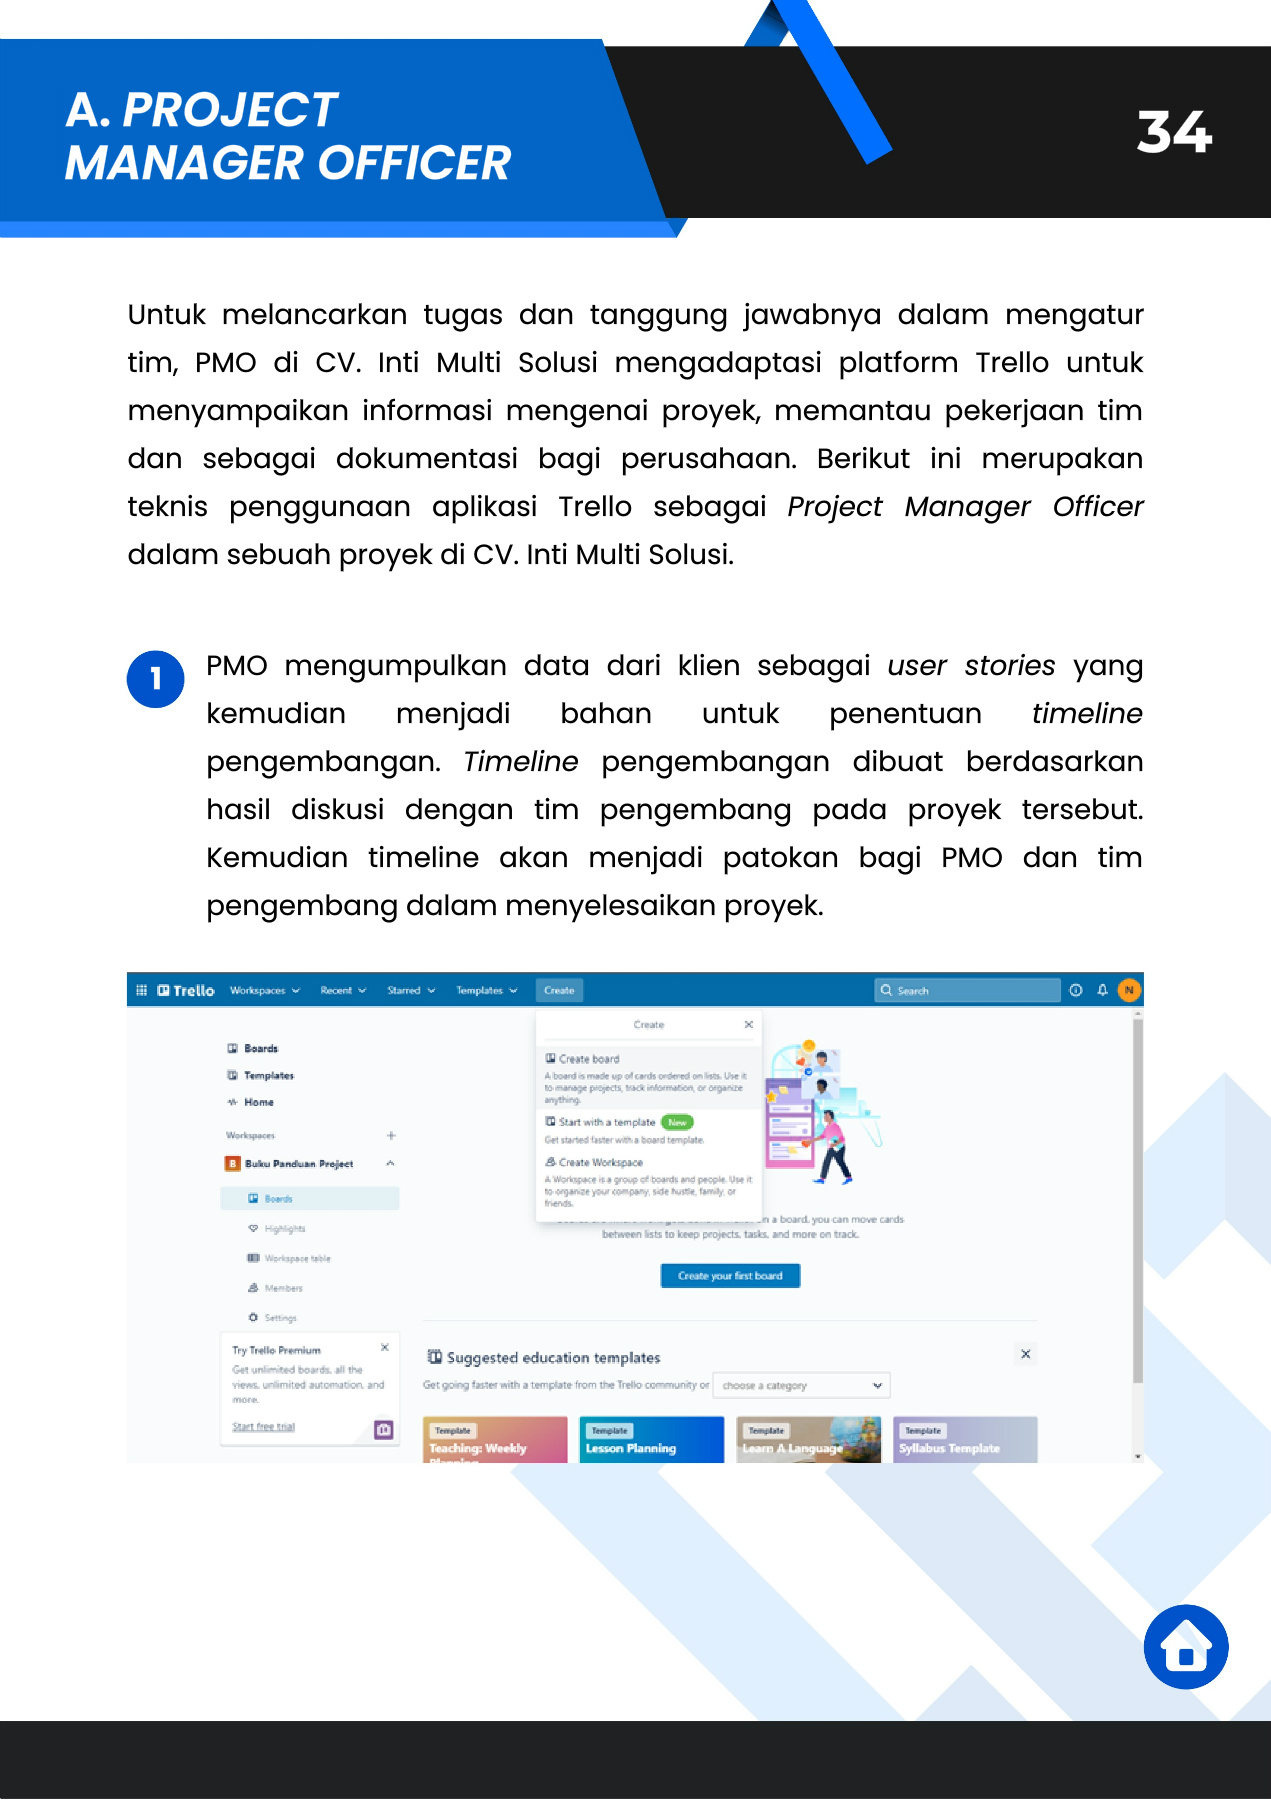 A. PROJECT
MANAGER OFFICER
34
Untuk melancarkan tugas dan tanggung jawabnya dalam mengatur
tim, PMO di CV. Inti Multi Solusi mengadaptasi platform Trello untuk
menyampaikan informasi mengenai proyek, memantau pekerjaan tim
dan sebagai dokumentasi bagi perusahaan. Berikut ini merupakan
teknis penggunaan aplikasi Trello sebagai Project Manager Officer
dalam sebuah proyek di CV. Inti Multi Solusi.
1
PMO mengumpulkan data dari klien sebagai user stories yang
kemudian menjadi bahan untuk penentuan timeline
pengembangan. Timeline pengembangan dibuat berdasarkan
hasil diskusi dengan tim pengembang pada proyek tersebut.
Kemudian timeline akan menjadi patokan bagi PMO dan tim
pengembang dalam menyelesaikan proyek.
Trello Workspaces Recent Starred Templates Create Search N
Boards
Templates
Home
Workspaces +
B Buku Panduan Project
Boards
Highlights
Workspace table
Members
Settings
Try Trello Premium
Get unlimited boards, all the
views, unlimited automation, and
more.
Start free trial
Create
Create board
A board is made up of cards ordered on lists. Use it
to manage projects, track information, or organize
anything.
Start with a template New
Get started faster with a board template.
Create Workspace
A Workspace is a group of boards and people. Use it
to organize your company, side hustle, family, or
friends.
on a board, you can move cards
between lists to keep projects, tasks, and more on track.
Create your first board
Suggested education templates
Get going faster with a template from the Trello community or choose a category
Template
Teaching: Weekly
Planning
Template
Lesson Planning
Template
Learn A Language
Template
Syllabus Template